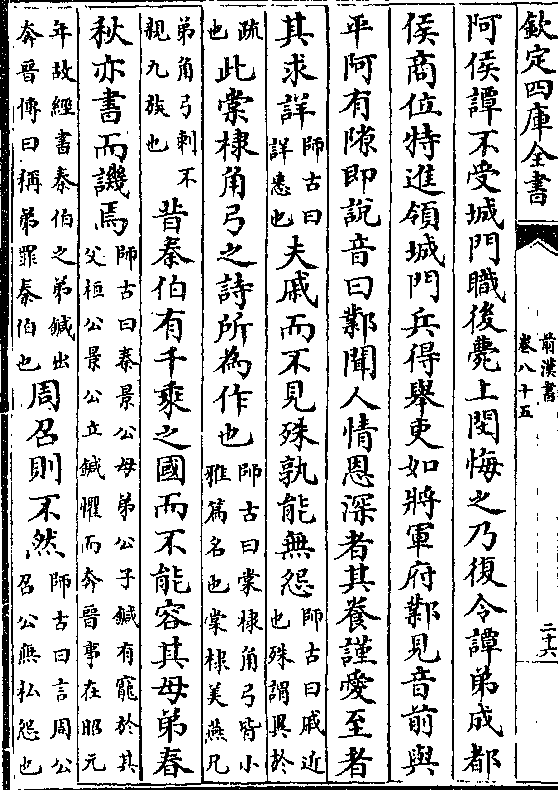 欽定四庫全書
前漢書
卷八十五
二十六
阿侯譚不受城門職後薨上閔悔之乃復令譚弟成都
侯商位特進領城門兵得舉吏如將軍府鄴見音前與
平阿有隙即說音曰鄴聞人情恩深者其養謹愛至者
其求詳師古曰詳悉也夫戚而不見殊孰能無怨師古曰戚近也殊謂異於
疏也此棠棣角弓之詩所為作也師古曰棠棣角弓皆小雅篇名也棠棣美燕兄
弟角弓刺不親九族也昔秦伯有千乘之國而不能容其母弟春
秋亦書而譏焉師古曰秦景公母弟公子鍼有寵於其父桓公景公立鍼懼而奔晉事在昭元
年故經書秦伯之弟鍼出奔晉傳曰稱弟罪秦伯也周召則不然師古曰言周公召公無私怨也